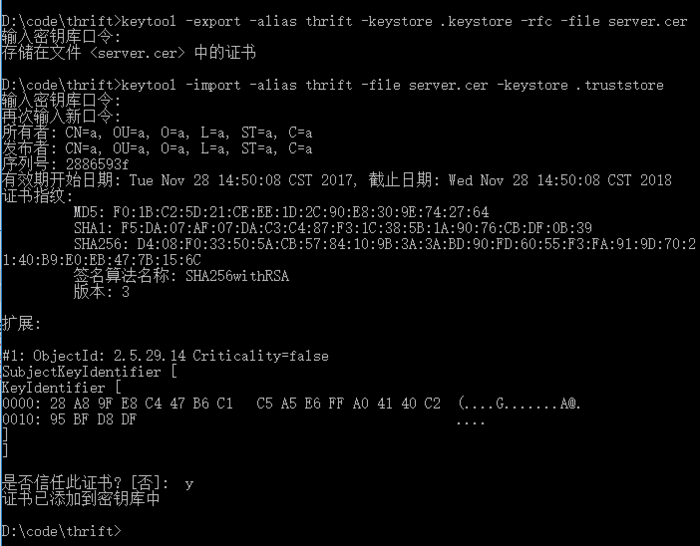 D:\code\thrift>keytool -export -alias thrift -keystore .keystore -rfc -file server.cer
输入密钥库口令:
存储在文件 <server.cer> 中的证书
D:\code\thrift>keytool -import -alias thrift -file server.cer -keystore .truststore
输入密钥库口令:
再次输入新口令:
所有者: CN=a, OU=a, O=a, L=a, ST=a, C=a
发布者: CN=a, OU=a, O=a, L=a, ST=a, C=a
序列号: 2886593f
有效期开始日期: Tue Nov 28 14:50:08 CST 2017, 截止日期: Wed Nov 28 14:50:08 CST 2018
证书指纹:
MD5: F0:1B:C2:5D:21:CE:EE:1D:2C:90:E8:30:9E:74:27:64
SHA1: F5:DA:07:AF:07:DA:C3:C4:87:F3:1C:38:5B:1A:90:76:CB:DF:0B:39
SHA256: D4:08:F0:33:50:5A:CB:57:84:10:9B:3A:3A:BD:90:FD:60:55:F3:FA:91:9D:70:2
1:40:B9:E0:EB:47:7B:15:6C
签名算法名称: SHA256withRSA
版本: 3
扩展:
#1: ObjectId: 2.5.29.14 Criticality=false
SubjectKeyIdentifier [
KeyIdentifier [
0000: 28 A8 9F E8 C4 47 B6 C1   C5 A5 E6 FF A0 41 40 C2  (....G.......A@.
0010: 95 BF D8 DF                                        ....
]
]
是否信任此证书? [否]:  y
证书已添加到密钥库中
D:\code\thrift>